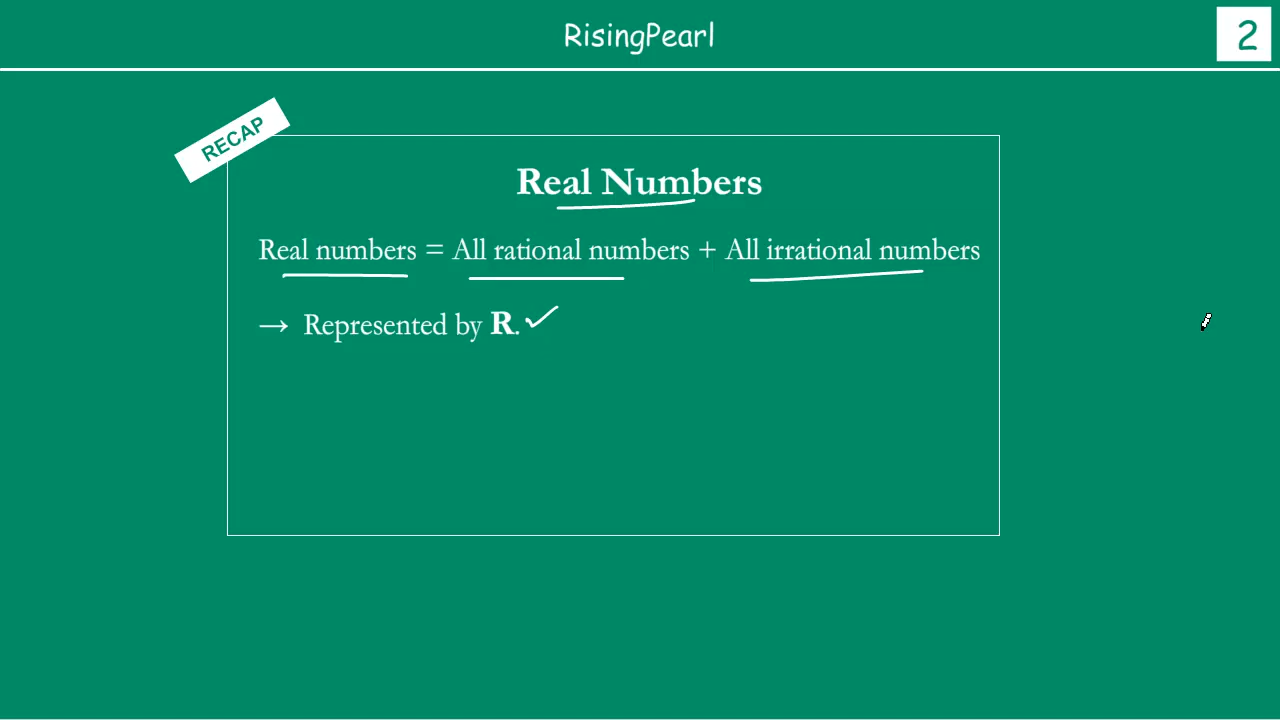 RisingPearl
2
RECAP
Real Numbers
Real numbers = All rational numbers + All irrational numbers
→ Represented by R.